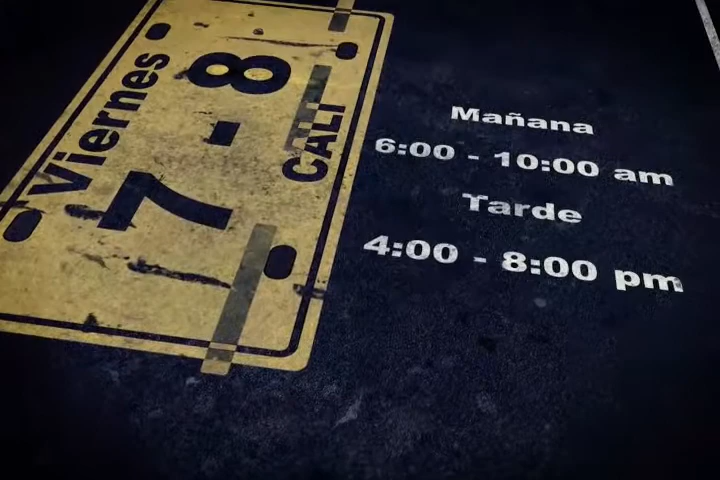 Viernes
7 - 8
CALI
Mañana
6:00 - 10:00 am
Tarde
4:00 - 8:00 pm